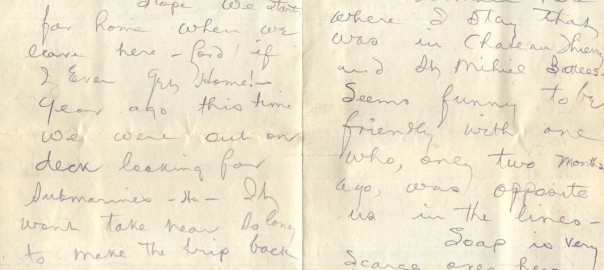 Hope we start
for home when we
leave here - Lord! if
I Ever get Home! -
Year ago this time
we were out on
deck looking for
Submarines - Ha - It
wont take near so long
to make the trip back
where I stay that
was in Chateau Thierry
and St Mihiel Battles.
Seems funny to be
friendly with one
who, only two months
ago, was opposite
us in the lines -
Soap is very
scarce over here